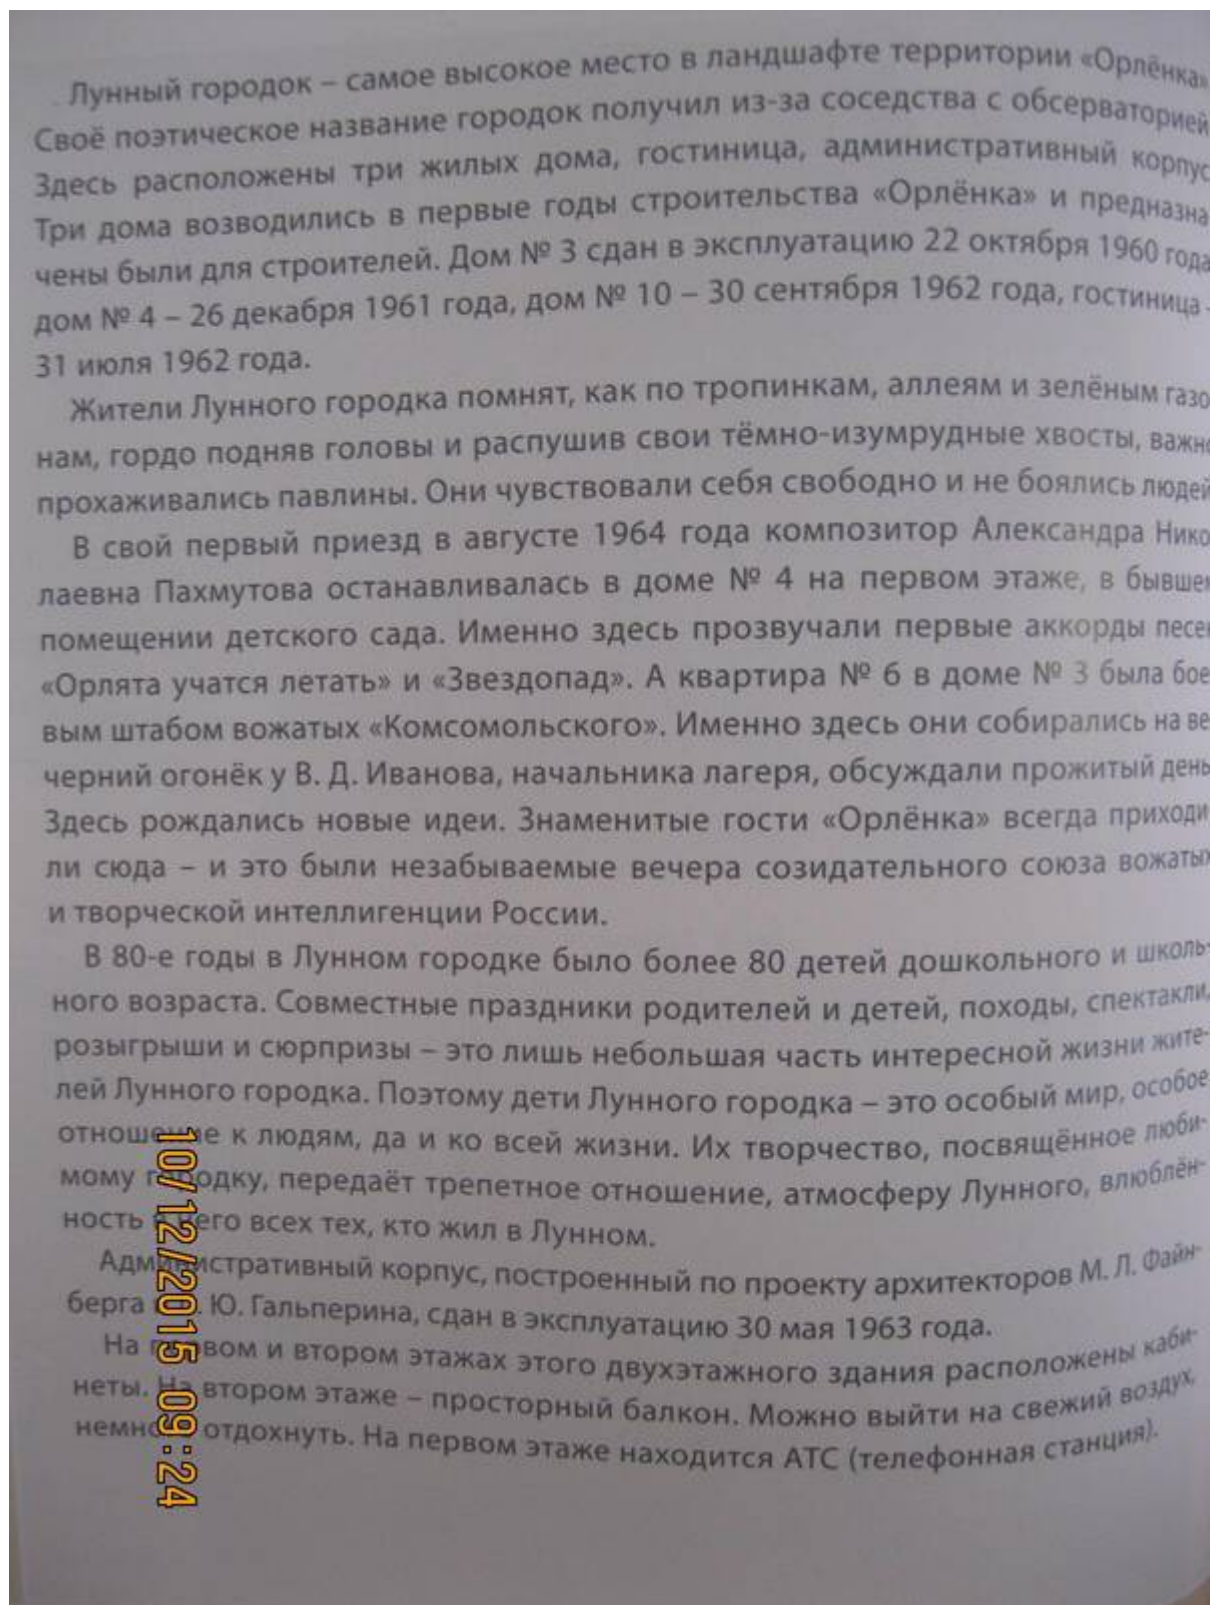 Лунный городок – самое высокое место в ландшафте территории «Орлёнка»
Своё поэтическое название городок получил из-за соседства с обсерваторией
Здесь расположены три жилых дома, гостиница, административный корпус
Три дома возводились в первые годы строительства «Орлёнка» и предназна
чены были для строителей. Дом № 3 сдан в эксплуатацию 22 октября 1960 года
дом № 4 – 26 декабря 1961 года, дом № 10 – 30 сентября 1962 года, гостиница -
31 июля 1962 года.
Жители Лунного городка помнят, как по тропинкам, аллеям и зелёным газо
нам, гордо подняв головы и распушив свои тёмно-изумрудные хвосты, важно
прохаживались павлины. Они чувствовали себя свободно и не боялись людей
В свой первый приезд в августе 1964 года композитор Александра Нико
лаевна Пахмутова останавливалась в доме № 4 на первом этаже, в бывшем
помещении детского сада. Именно здесь прозвучали первые аккорды песен
«Орлята учатся летать» и «Звездопад». А квартира № 6 в доме № 3 была бое
вым штабом вожатых «Комсомольского». Именно здесь они собирались на ве
черний огонёк у В. Д. Иванова, начальника лагеря, обсуждали прожитый день
Здесь рождались новые идеи. Знаменитые гости «Орлёнка» всегда приходи
ли сюда – и это были незабываемые вечера созидательного союза вожатых
и творческой интеллигенции России.
В 80-е годы в Лунном городке было более 80 детей дошкольного и школь-
ного возраста. Совместные праздники родителей и детей, походы, спектакли,
розыгрыши и сюрпризы – это лишь небольшая часть интересной жизни жите-
лей Лунного городка. Поэтому дети Лунного городка – это особый мир, особое
отношение к людям, да и ко всей жизни. Их творчество, посвящённое люби-
мому городку, передаёт трепетное отношение, атмосферу Лунного, влюблён-
ность в него всех тех, кто жил в Лунном.
Административный корпус, построенный по проекту архитекторов М. Л. Файн-
берга Ю. Гальперина, сдан в эксплуатацию 30 мая 1963 года.
На первом и втором этажах этого двухэтажного здания расположены каби-
неты. На втором этаже – просторный балкон. Можно выйти на свежий воздух,
немного отдохнуть. На первом этаже находится АТС (телефонная станция).
10/12/2015 09:24